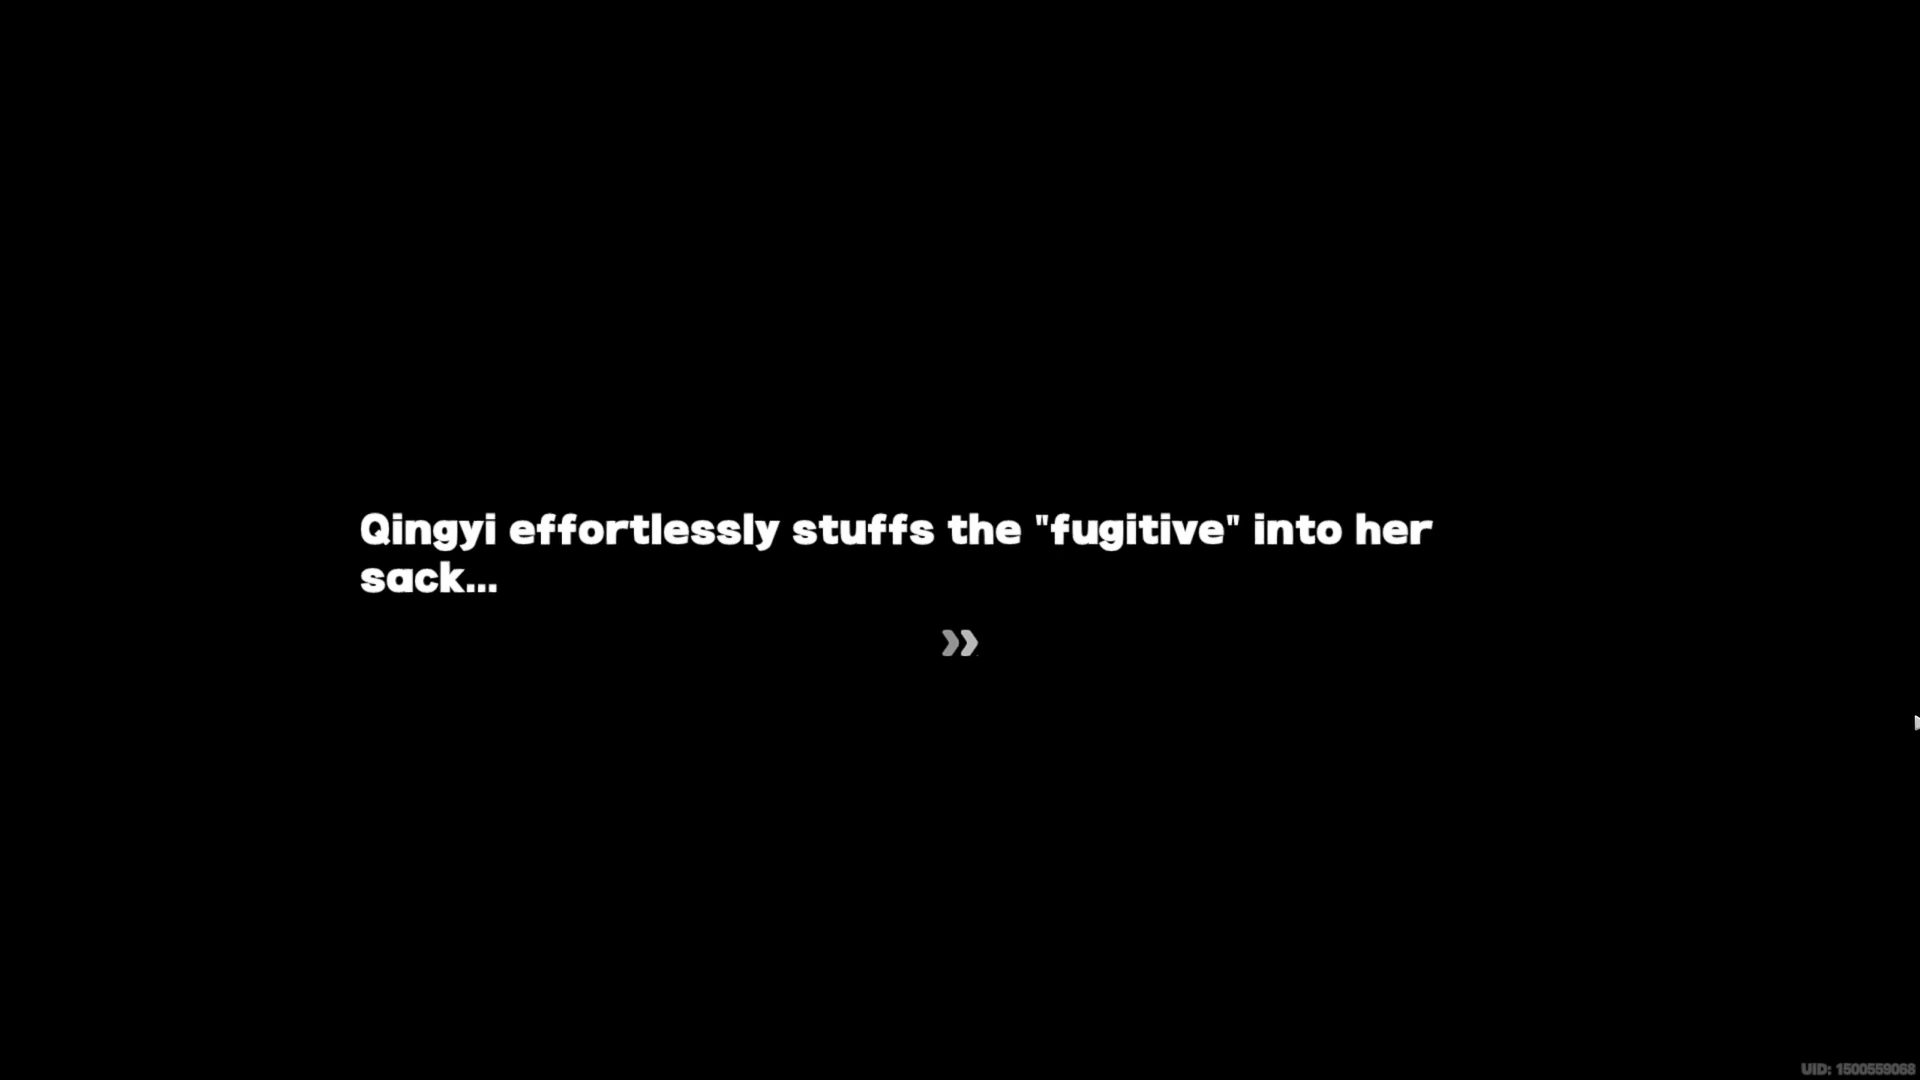 Qingyi effortlessly stuffs the "fugitive" into her
sack...
UID: 1500559068